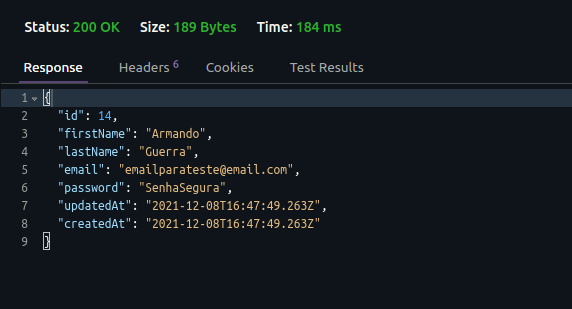 Status: 200 OK Size: 189 Bytes Time: 184 ms
Response Headers 6 Cookies Test Results
1 {
2 "id": 14,
3 "firstName": "Armando",
4 "lastName": "Guerra",
5 "email": "emailparateste@email.com",
6 "password": "SenhaSegura",
7 "updatedAt": "2021-12-08T16:47:49.263Z",
8 "createdAt": "2021-12-08T16:47:49.263Z"
9 }